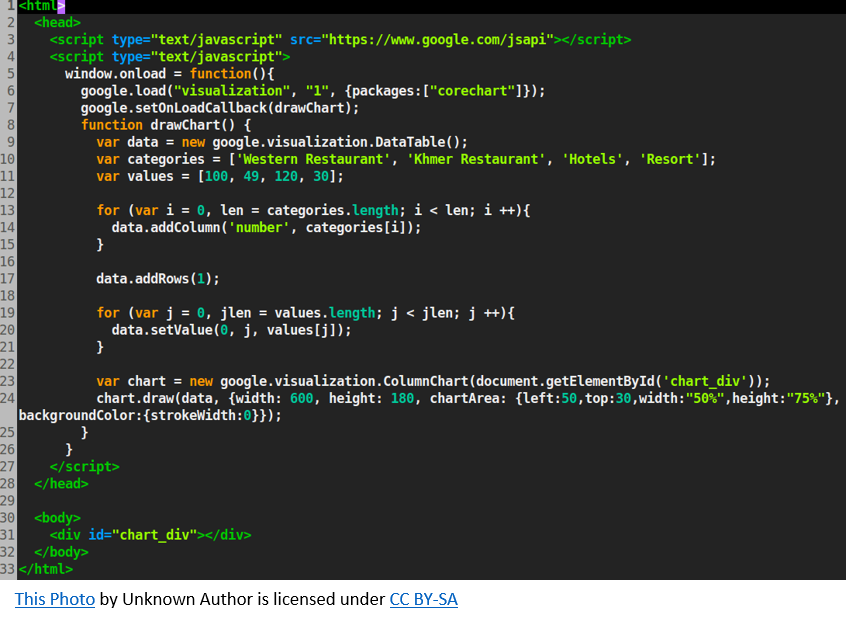 1 <html>
2   <head>
3     <script type="text/javascript" src="https://www.google.com/jsapi"></script>
4     <script type="text/javascript">
5       window.onload = function(){
6         google.load("visualization", "1", {packages:["corechart"]});
7         google.setOnLoadCallback(drawChart);
8         function drawChart() {
9           var data = new google.visualization.DataTable();
10           var categories = ['Western Restaurant', 'Khmer Restaurant', 'Hotels', 'Resort'];
11           var values = [100, 49, 120, 30];
12
13           for (var i = 0, len = categories.length; i < len; i ++){
14             data.addColumn('number', categories[i]);
15           }
16
17           data.addRows(1);
18
19           for (var j = 0, jlen = values.length; j < jlen; j ++){
20             data.setValue(0, j, values[j]);
21           }
22
23           var chart = new google.visualization.ColumnChart(document.getElementById('chart_div'));
24           chart.draw(data, {width: 600, height: 180, chartArea: {left:50,top:30,width:"50%",height:"75%"},
backgroundColor:{strokeWidth:0}});
25         }
26       }
27     </script>
28   </head>
29
30   <body>
31     <div id="chart_div"></div>
32   </body>
33 </html>
This Photo by Unknown Author is licensed under CC BY-SA